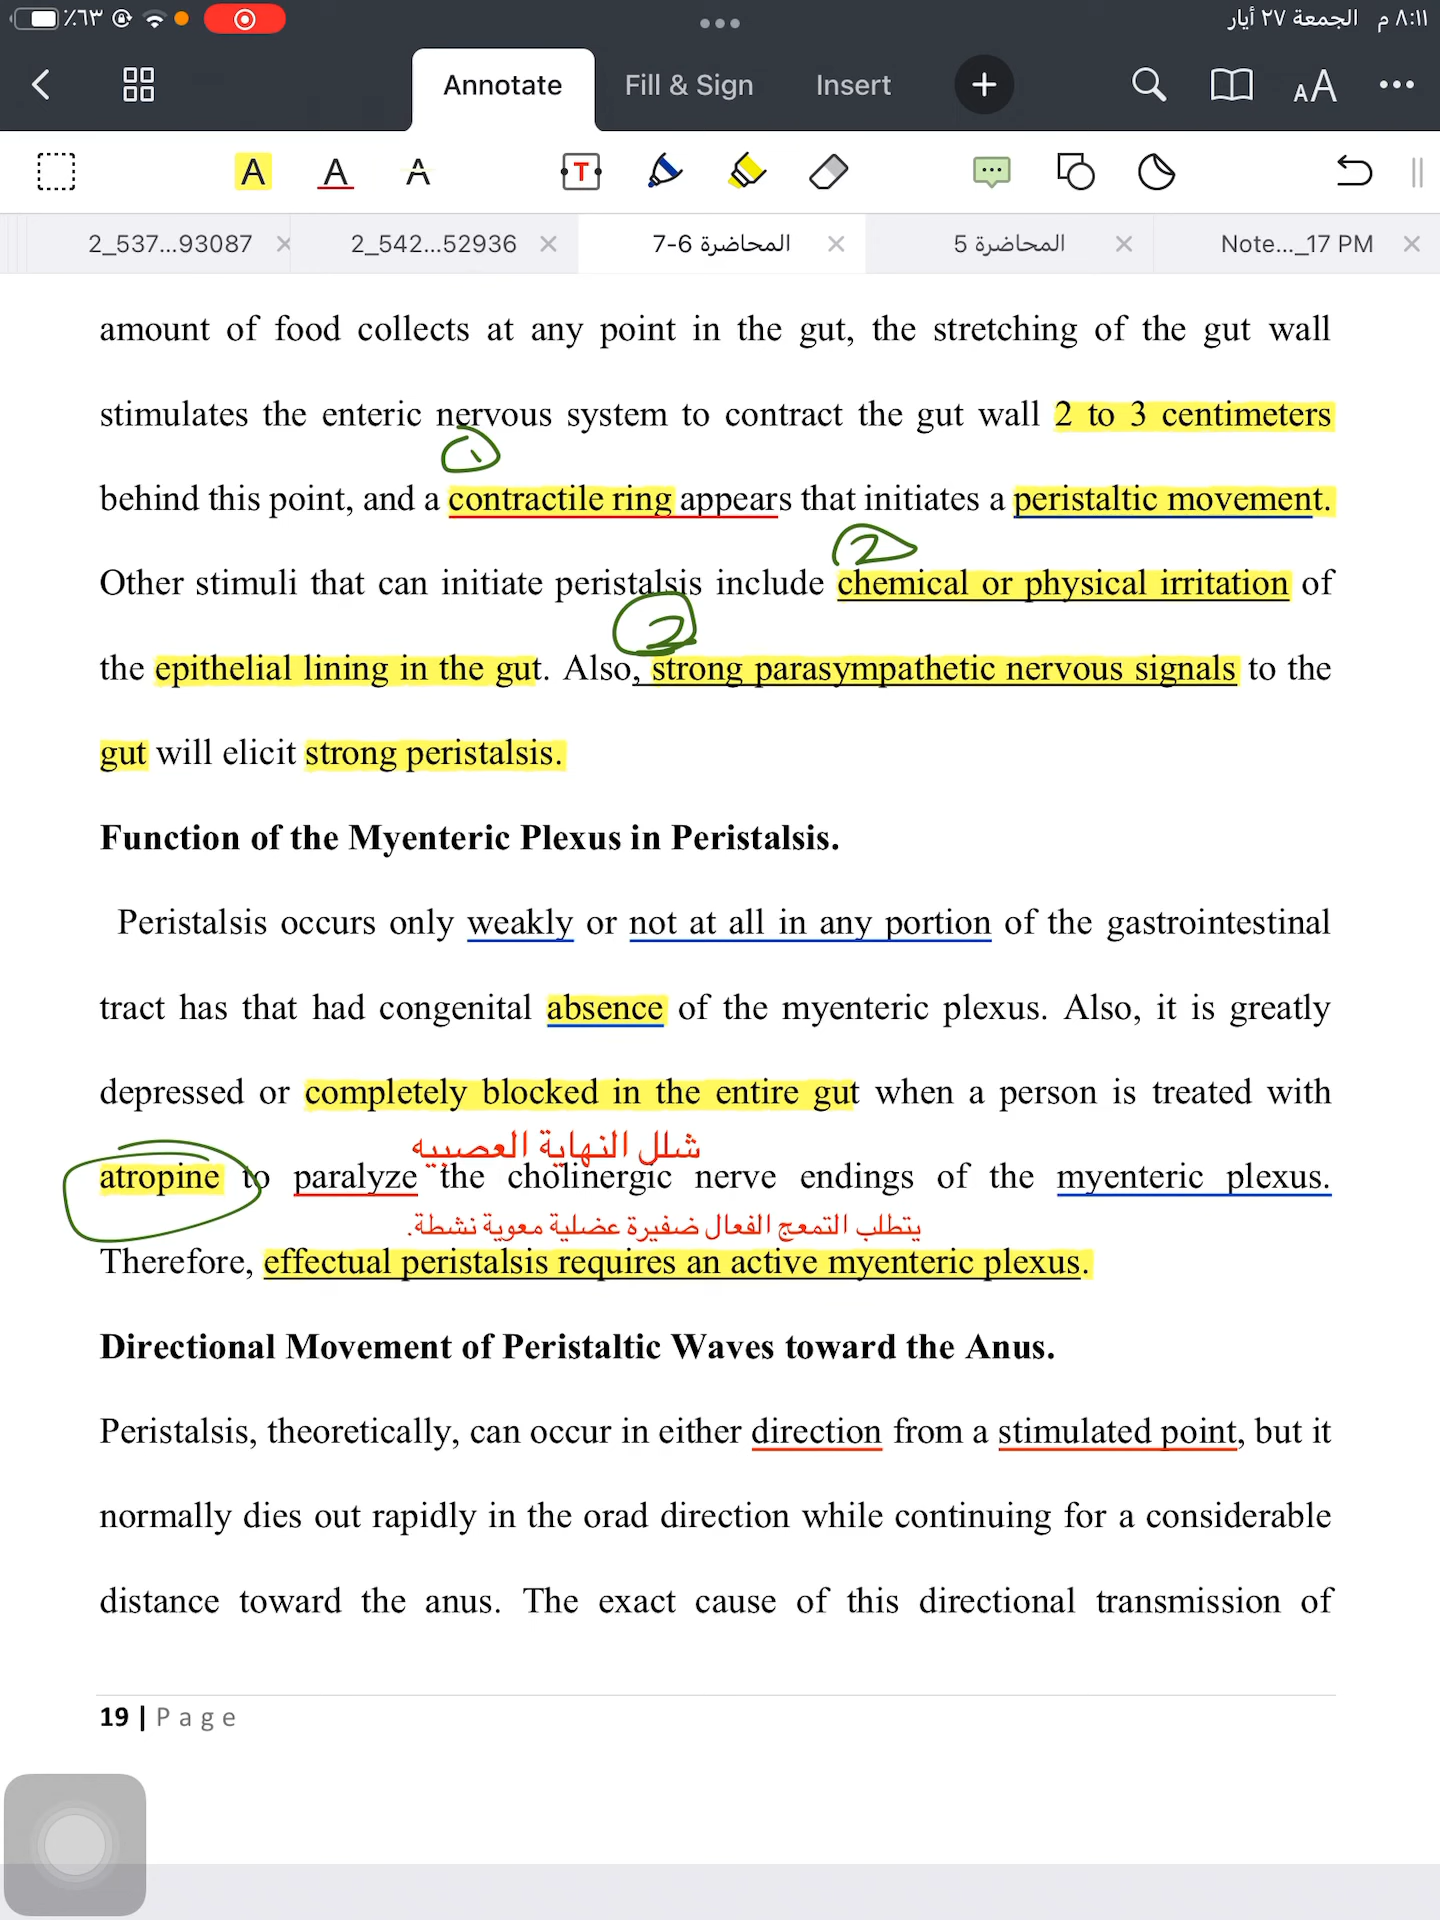 ٪٦٣
٨:١١ م الجمعة ٢٧ أيار
Annotate Fill & Sign Insert
2_537...93087 2_542...52936 المحاضرة 6-7 المحاضرة 5 Note..._17 PM
amount of food collects at any point in the gut, the stretching of the gut wall
stimulates the enteric nervous system to contract the gut wall 2 to 3 centimeters
١
behind this point, and a contractile ring appears that initiates a peristaltic movement.
2
Other stimuli that can initiate peristalsis include chemical or physical irritation of
2
the epithelial lining in the gut. Also, strong parasympathetic nervous signals to the
gut will elicit strong peristalsis.
Function of the Myenteric Plexus in Peristalsis.
Peristalsis occurs only weakly or not at all in any portion of the gastrointestinal
tract has that had congenital absence of the myenteric plexus. Also, it is greatly
depressed or completely blocked in the entire gut when a person is treated with
شلل النهاية العصبيه
atropine to paralyze the cholinergic nerve endings of the myenteric plexus.
يتطلب التمعج الفعال ضفيرة عضلية معوية نشطة.
Therefore, effectual peristalsis requires an active myenteric plexus.
Directional Movement of Peristaltic Waves toward the Anus.
Peristalsis, theoretically, can occur in either direction from a stimulated point, but it
normally dies out rapidly in the orad direction while continuing for a considerable
distance toward the anus. The exact cause of this directional transmission of
19 | Page